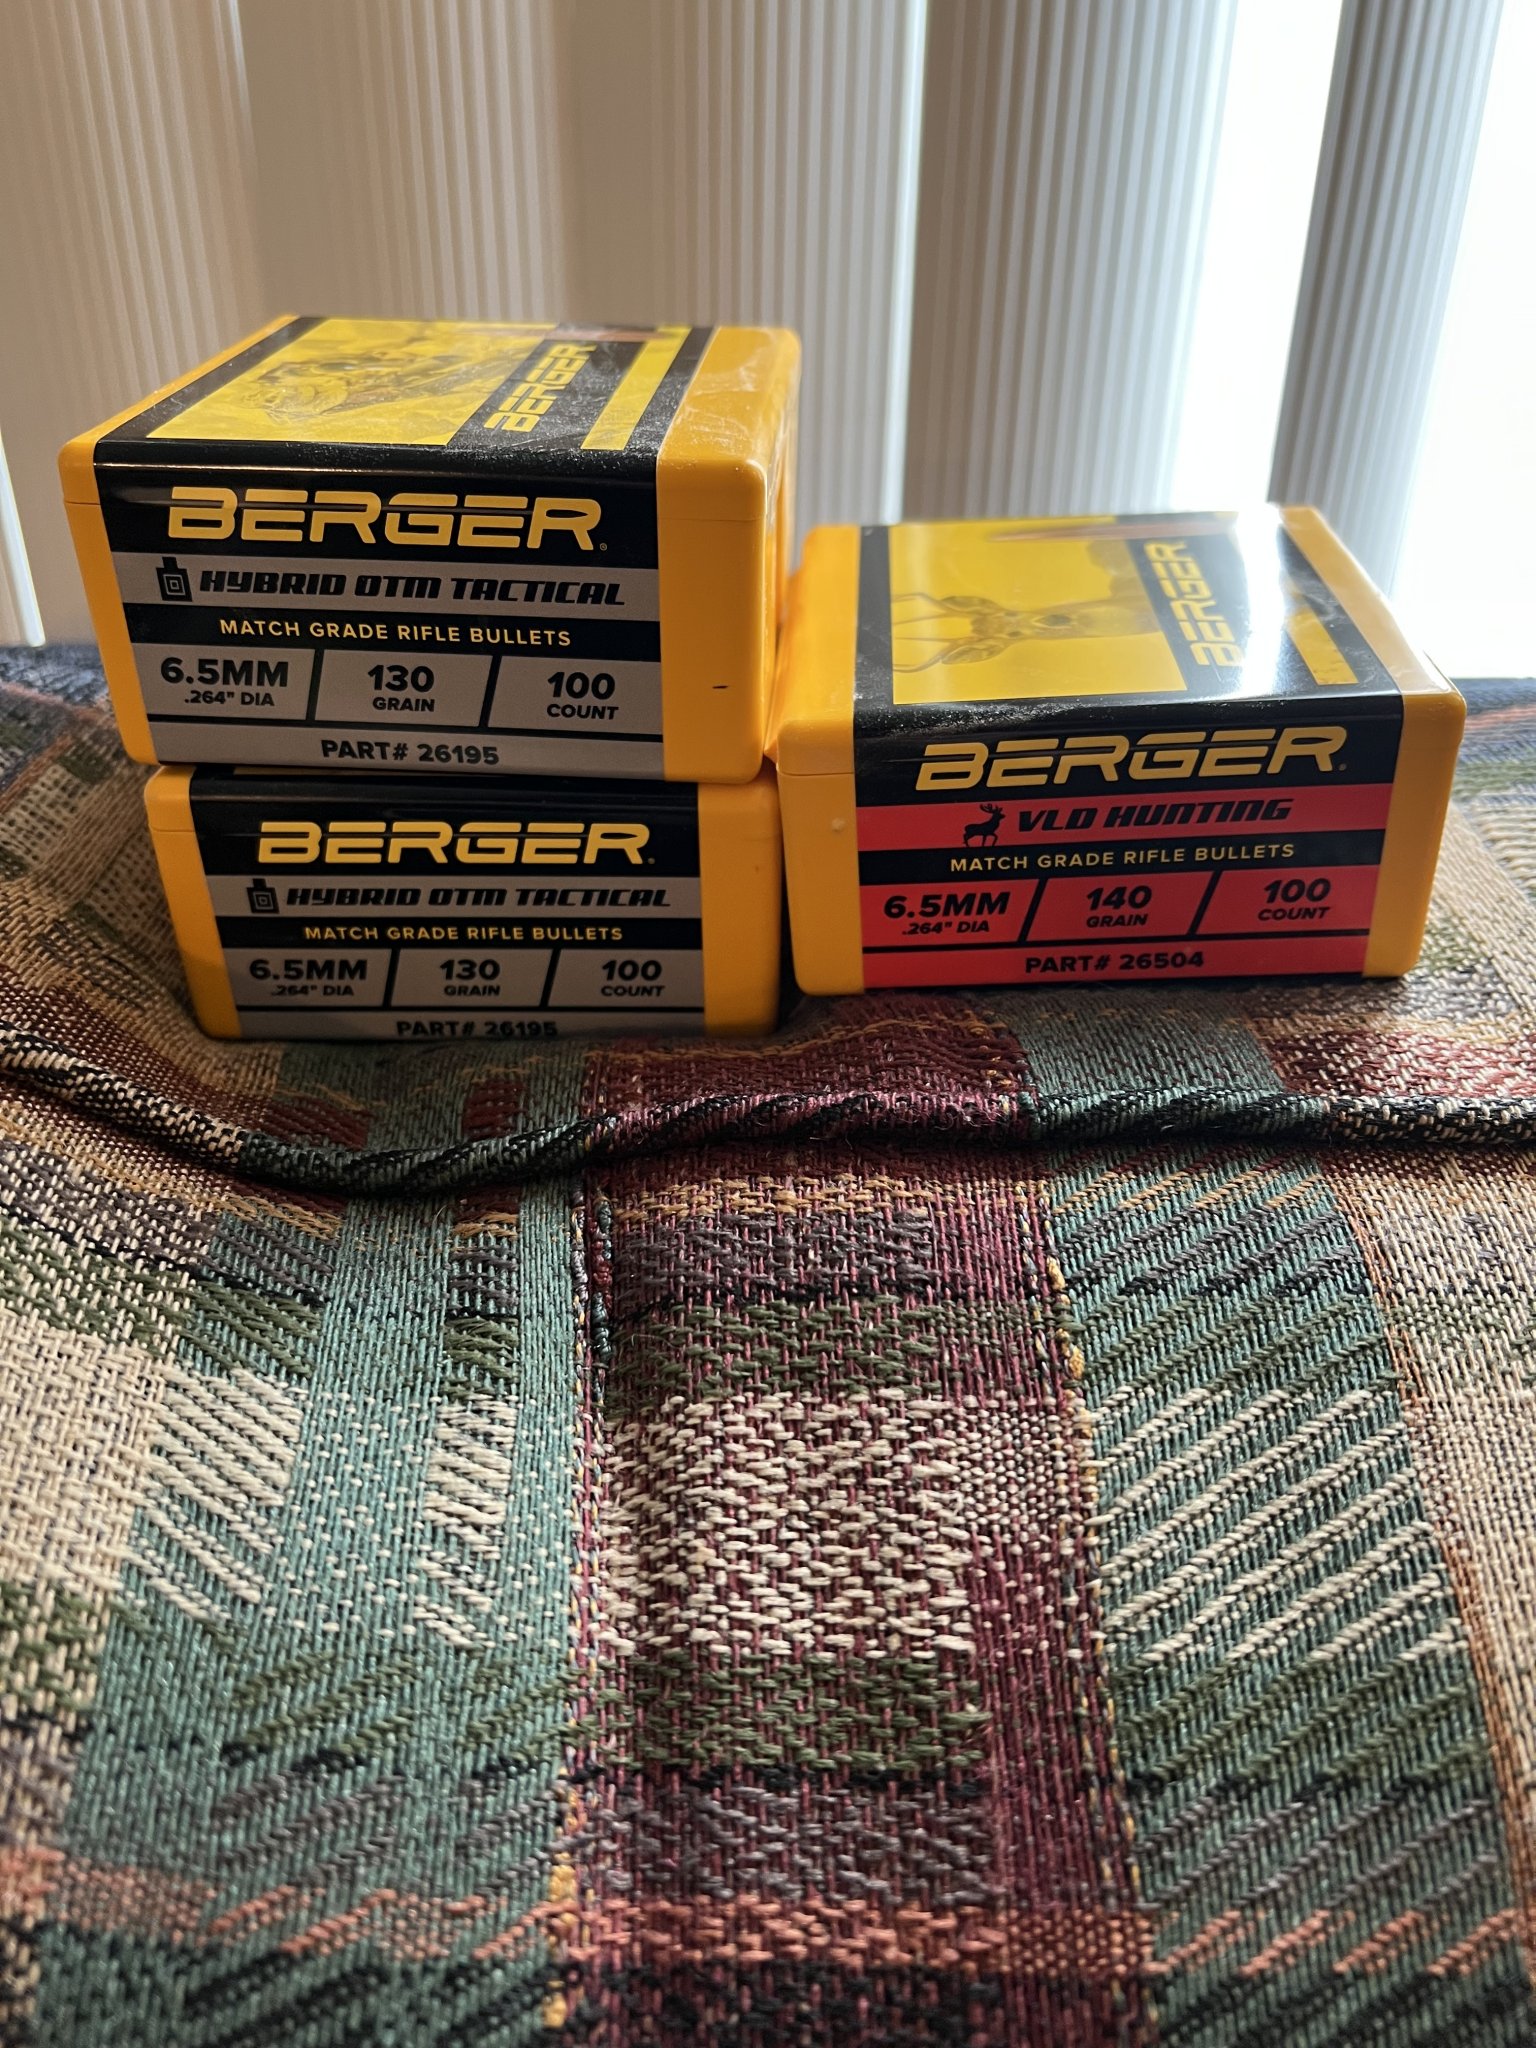 BERGER
BERGER®
HYBRID OTM TACTICAL
MATCH GRADE RIFLE BULLETS
6.5MM
.264" DIA
130
GRAIN
100
COUNT
PART# 26195
BERGER®
HYBRID OTM TACTICAL
MATCH GRADE RIFLE BULLETS
6.5MM
.264" DIA
130
GRAIN
100
COUNT
PART# 26195
BERGER
BERGER®
VLD HUNTING
MATCH GRADE RIFLE BULLETS
6.5MM
.264" DIA
140
GRAIN
100
COUNT
PART# 26504